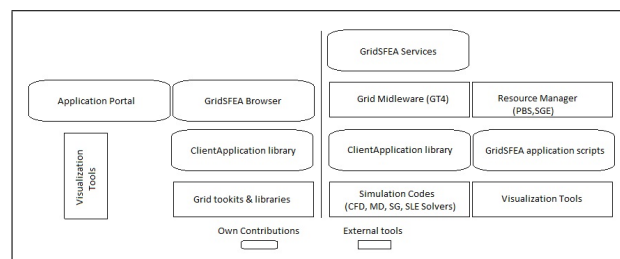 GridSFEA Services
Application Portal
GridSFEA Browser
Grid Midleware (GT4)
Resource Manager
(PBS,SGE)
Visualization
Tools
ClientApplication library
ClientApplication library
GridSFEA application scripts
Grid tookits & libraries
Simulation Codes
(CFD, MD, SG, SLE Solvers)
Visualization Tools
Own Contributions
External tools